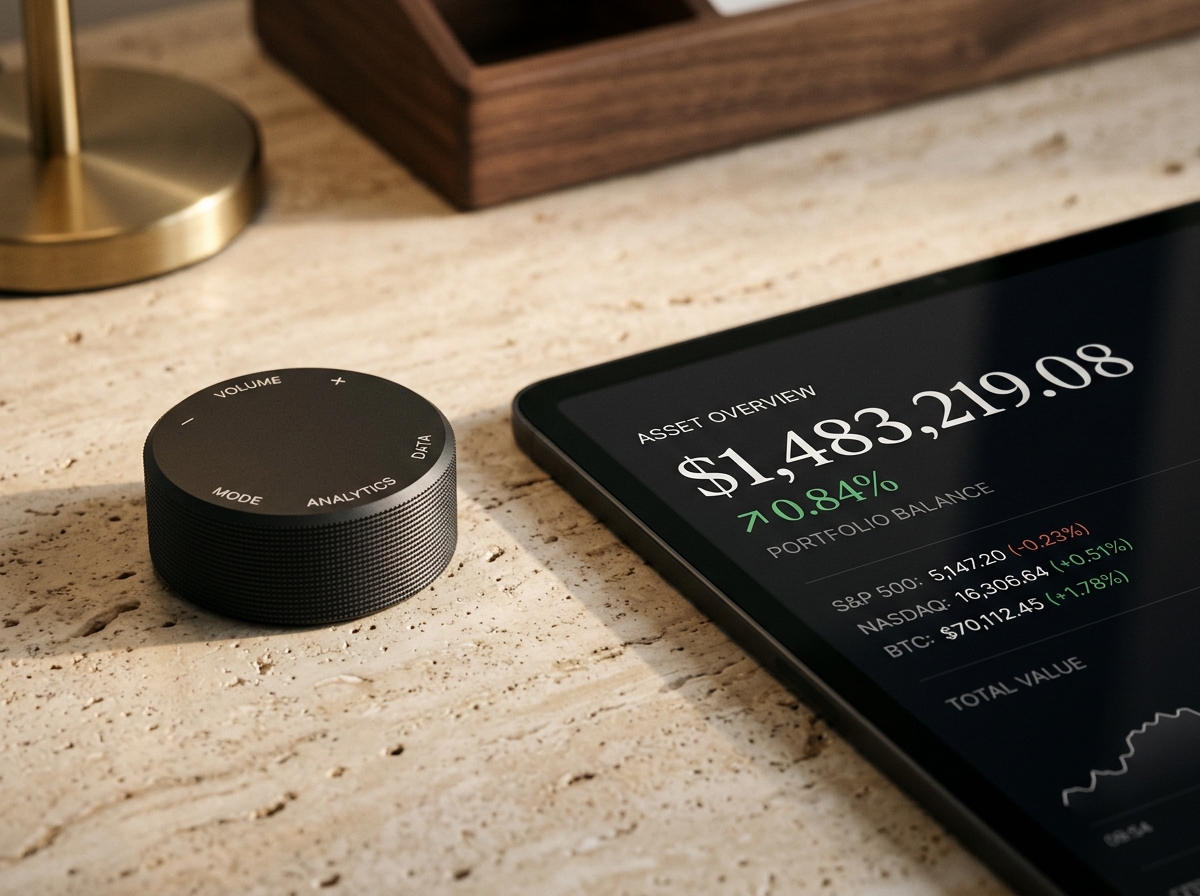 VOLUME
+
−
DATA
ANALYTICS
MODE
ASSET OVERVIEW
$1,483,219.08
↗0.84%
PORTFOLIO BALANCE
S&P 500: 5,147.20 (-0.23%)
NASDAQ: 16,306.64 (+0.51%)
BTC: $70,112.45 (+1.78%)
TOTAL VALUE